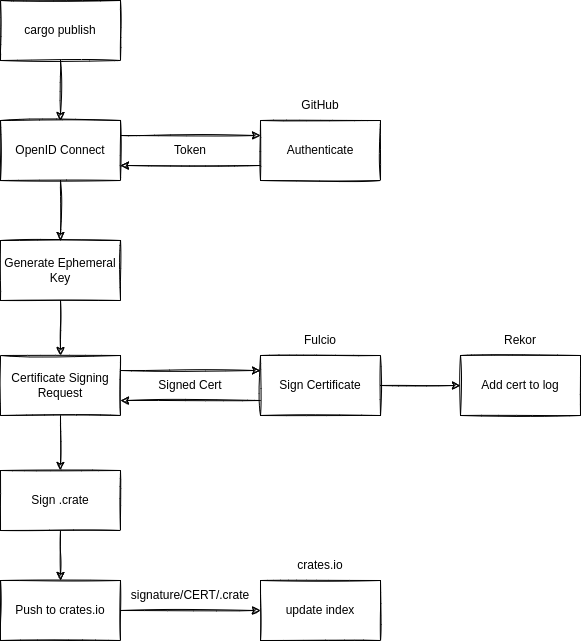 cargo publish
GitHub
OpenID Connect
Token
Authenticate
Generate Ephemeral
Key
Fulcio
Rekor
Certificate Signing
Request
Signed Cert
Sign Certificate
Add cert to log
Sign .crate
crates.io
Push to crates.io
signature/CERT/.crate
update index